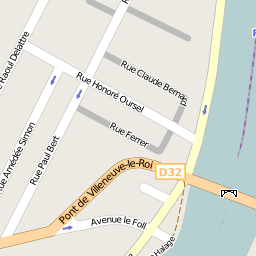 Rue Raoul Delattre
Rue Claude Bernard
Rue Honoré Oursel
Rue Ferrer
Rue Amédée Simon
Rue Paul Bert
D32
Pont de Villeneuve-le-Roi
Avenue le Foll
Halage